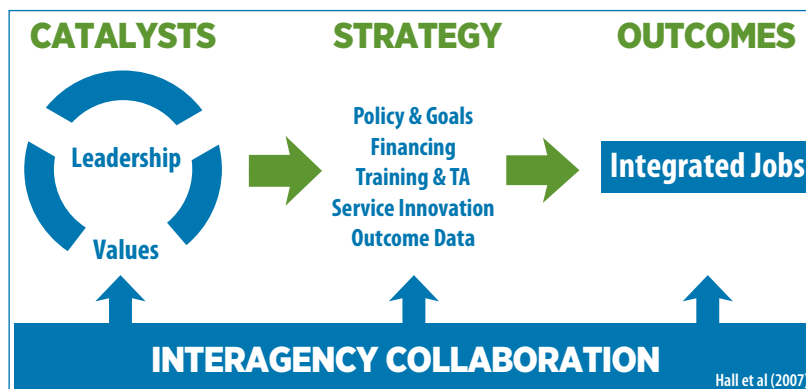 CATALYSTS
STRATEGY
OUTCOMES
Leadership
Values
Policy & Goals
Financing
Training & TA
Service Innovation
Outcome Data
Integrated Jobs
INTERAGENCY COLLABORATION
Hall et al (2007)